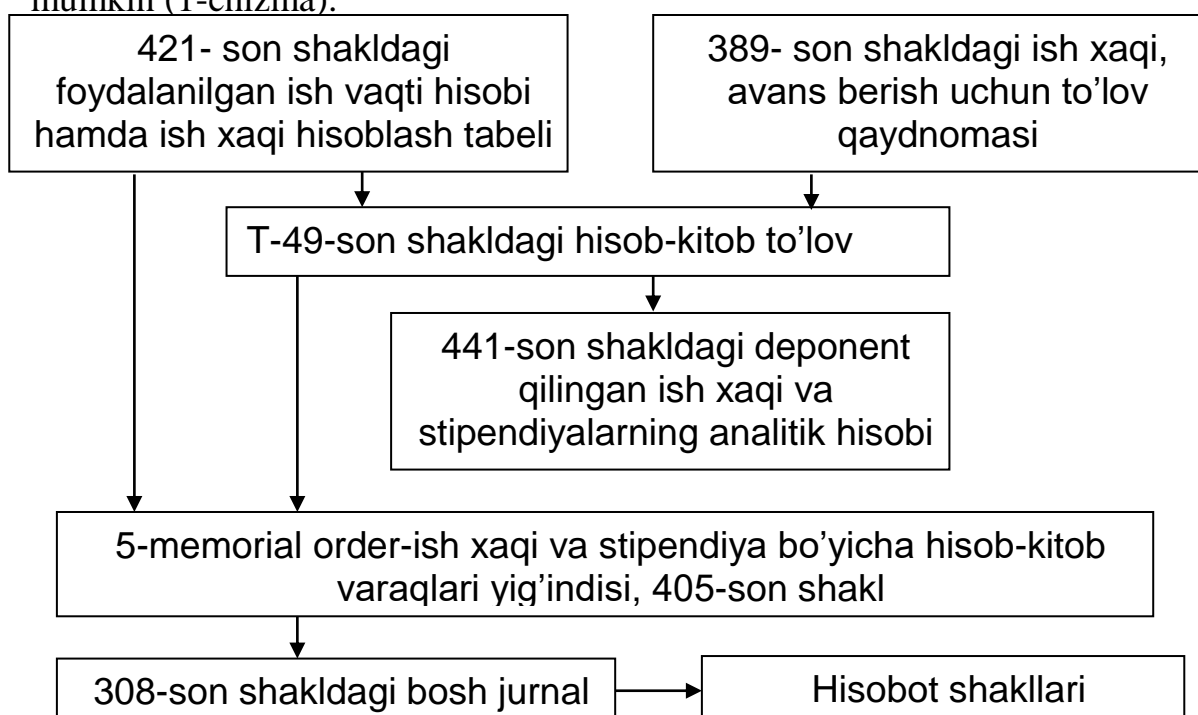 mumkin (1-chizma).
421- son shakldagi
foydalanilgan ish vaqti hisobi
hamda ish xaqi hisoblash tabeli
389- son shakldagi ish xaqi,
avans berish uchun to’lov
qaydnomasi
T-49-son shakldagi hisob-kitob to’lov
441-son shakldagi deponent
qilingan ish xaqi va
stipendiyalarning analitik hisobi
5-memorial order-ish xaqi va stipendiya bo’yicha hisob-kitob
varaqlari yig’indisi, 405-son shakl
308-son shakldagi bosh jurnal
Hisobot shakllari